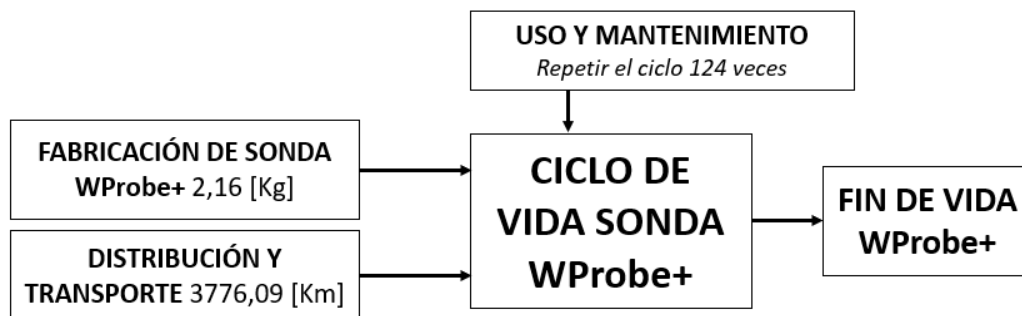 USO Y MANTENIMIENTO
Repetir el ciclo 124 veces
FABRICACIÓN DE SONDA
WProbe+ 2,16 [Kg]
DISTRIBUCIÓN Y
TRANSPORTE 3776,09 [Km]
CICLO DE
VIDA SONDA
WProbe+
FIN DE VIDA
WProbe+